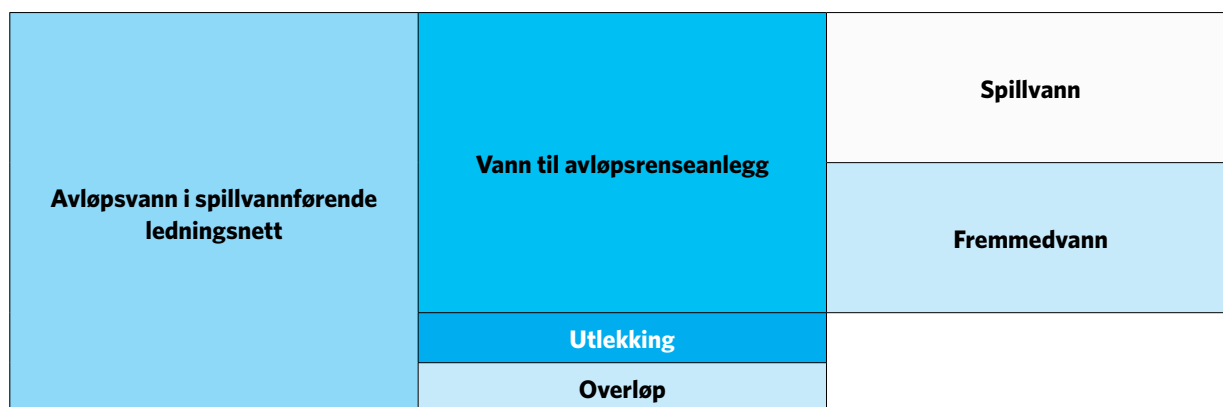 Avløpsvann i spillvannførende
ledningsnett
Vann til avløpsrenseanlegg
Utlekking
Overløp
Spillvann
Fremmedvann